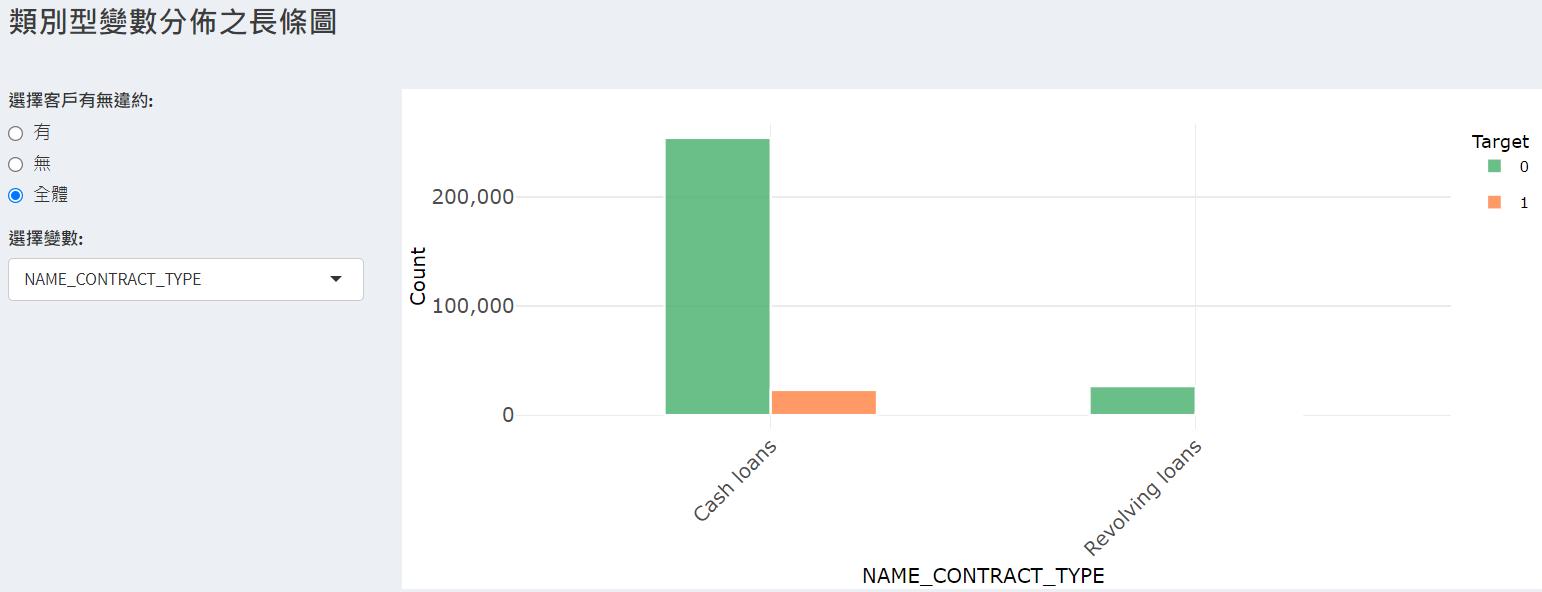 類別型變數分佈之長條圖
選擇客戶有無違約:
有
無
全體
選擇變數:
NAME_CONTRACT_TYPE
Target
0
1
200,000
100,000
0
Count
Cash loans
Revolving loans
NAME_CONTRACT_TYPE